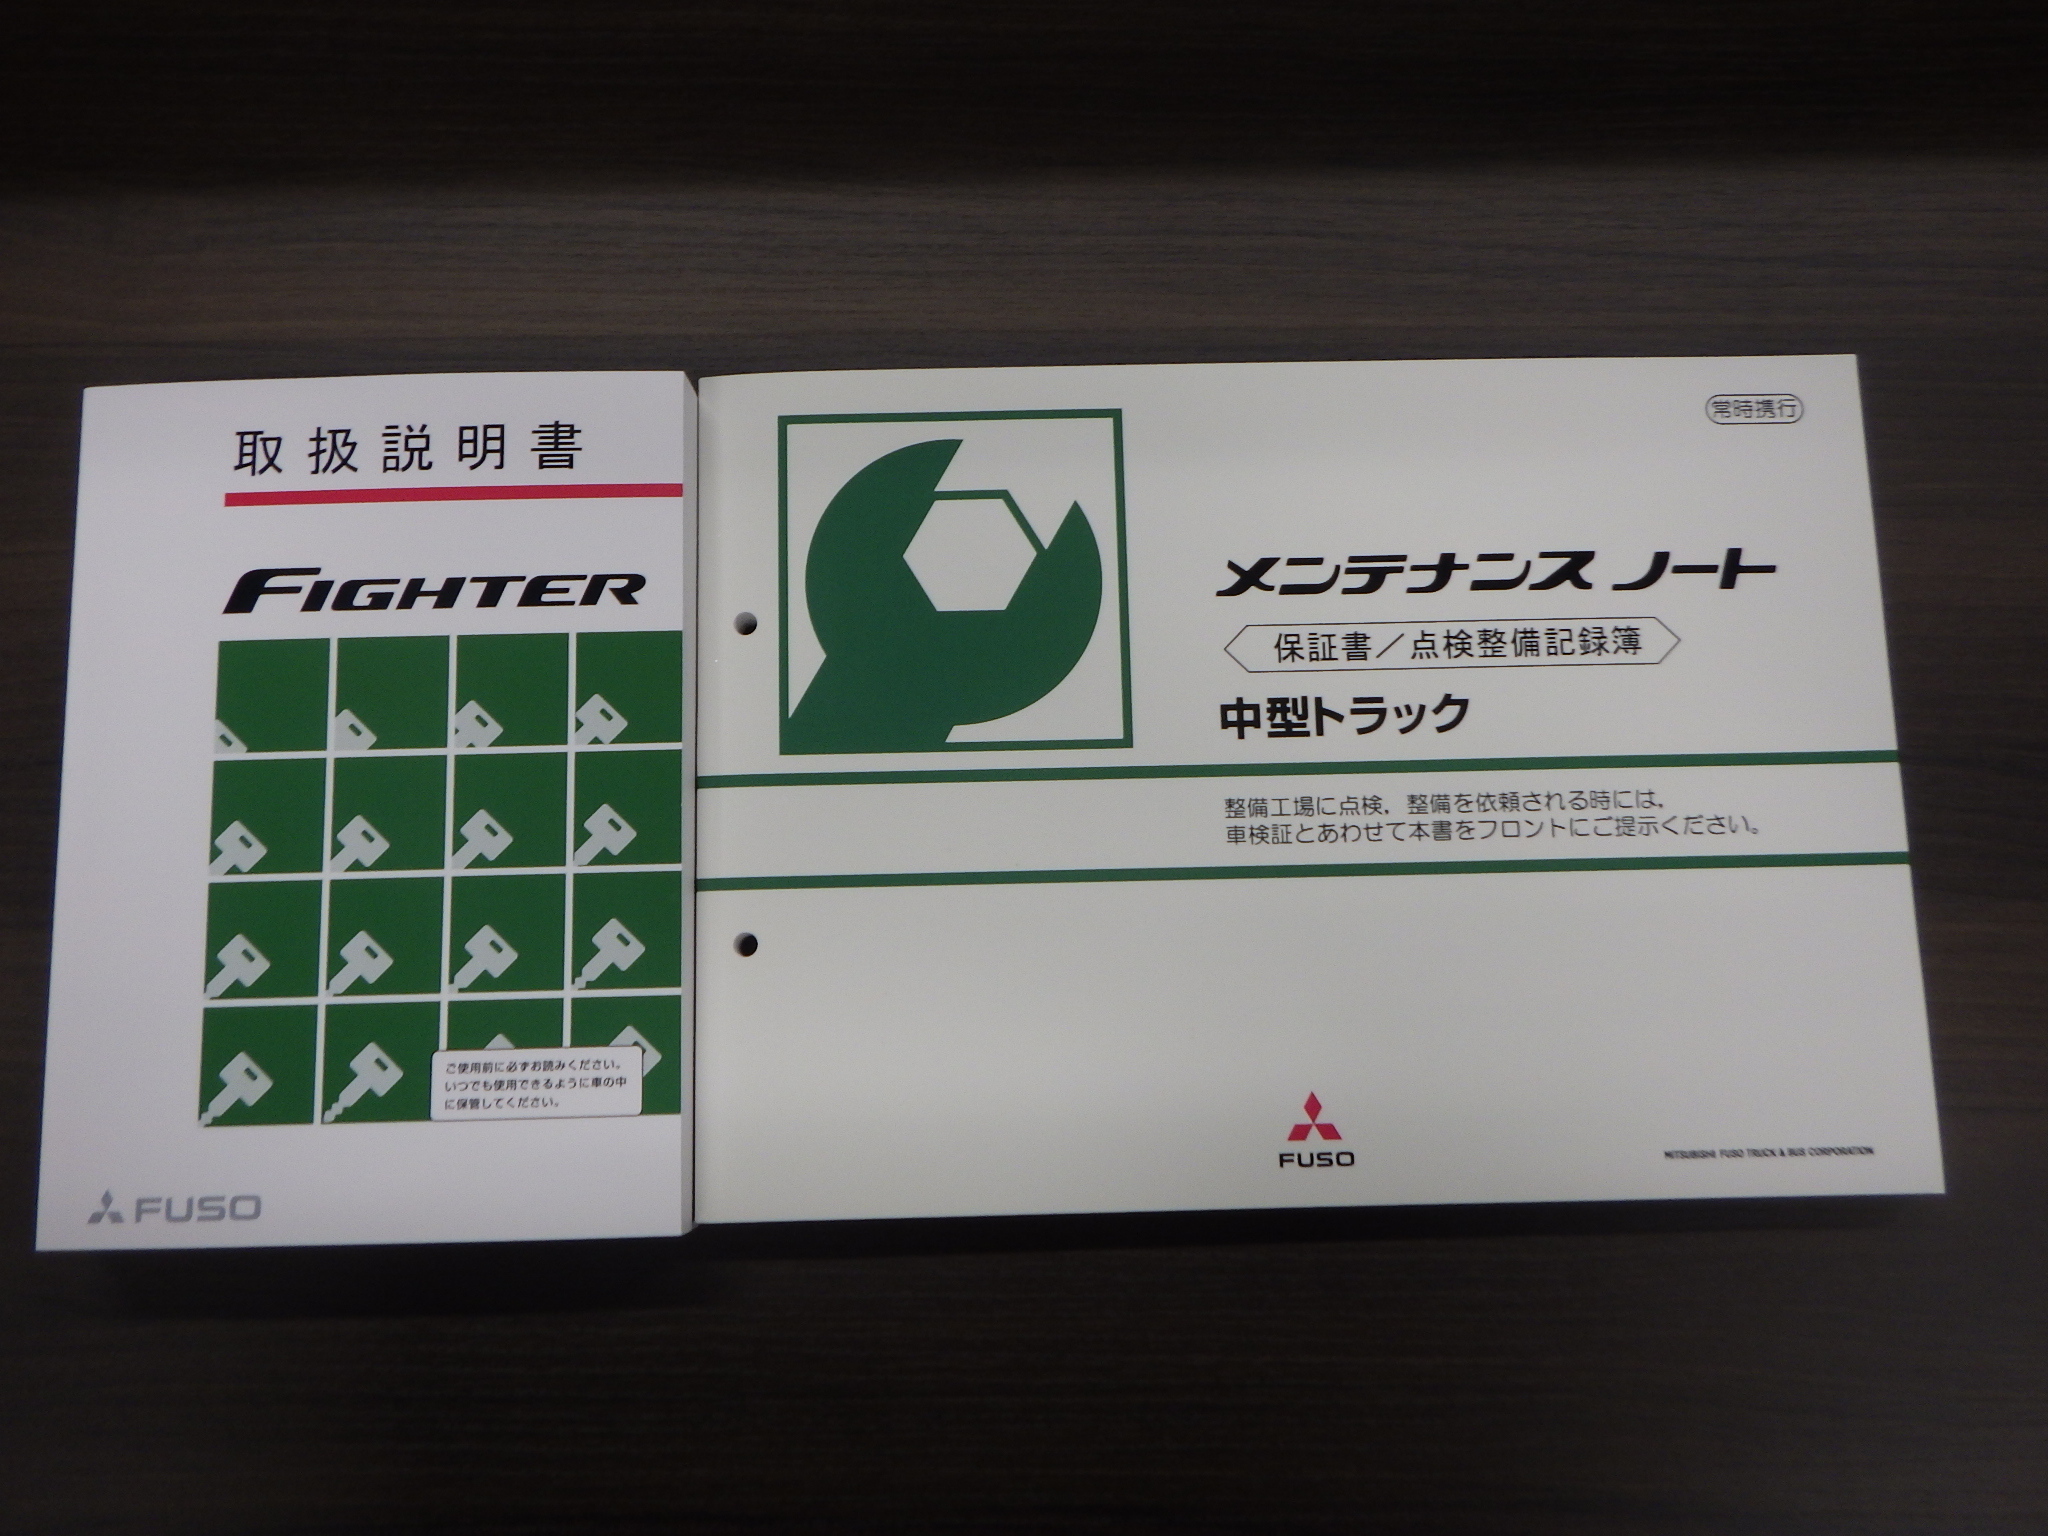 取扱説明書
FIGHTER
ご使用前に必ずお読みください。
いつでも使用できるように車の中
に保管してください。
FUSO
常時携行
メンテナンス ノート
保証書／点検整備記録簿
中型トラック
整備工場に点検，整備を依頼される時には，
車検証とあわせて本書をフロントにご提示ください。
FUSO
MITSUBISHI FUSO TRUCK & BUS CORPORATION